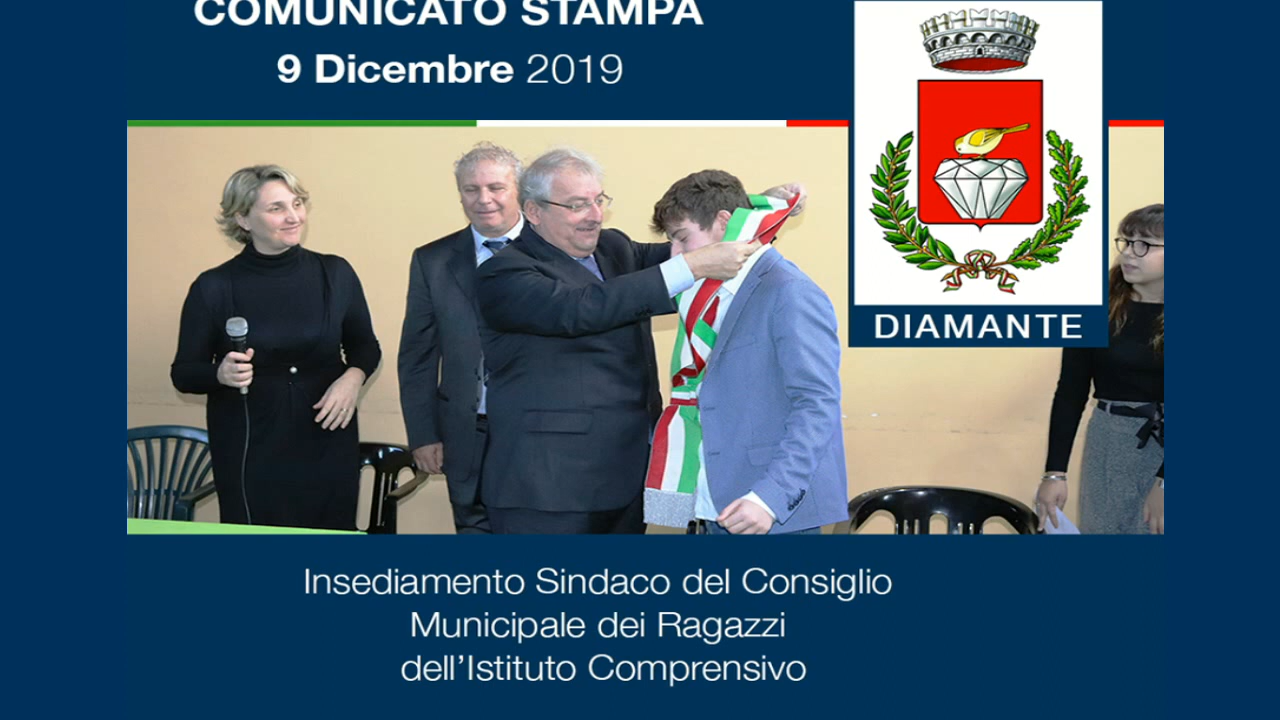 COMUNICATO STAMPA
9 Dicembre 2019
DIAMANTE
Insediamento Sindaco del Consiglio
Municipale dei Ragazzi
dell'Istituto Comprensivo